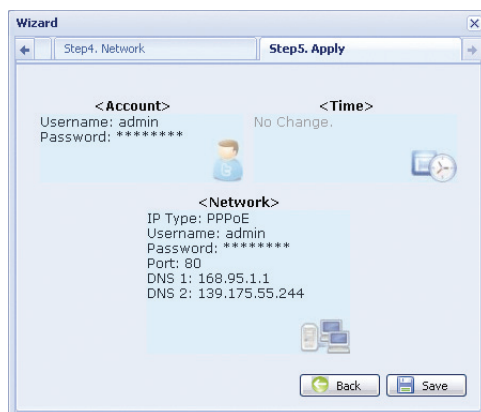 Wizard
Step4. Network
Step5. Apply
<Account>
Username: admin
Password: ********
<Time>
No Change.
<Network>
IP Type: PPPoE
Username: admin
Password: ********
Port: 80
DNS 1: 168.95.1.1
DNS 2: 139.175.55.244
Back
Save